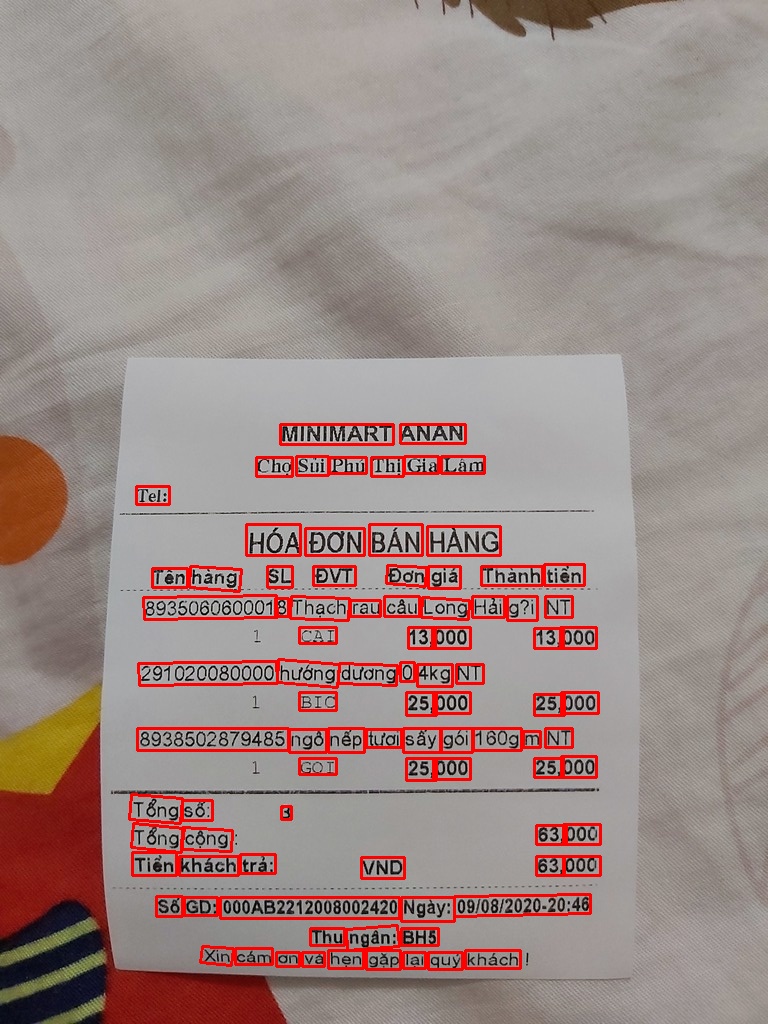 MINIMART ANAN
Chợ Sủi Phú Thị Gia Lâm
Tel:
HÓA ĐƠN BÁN HÀNG
Tên hàng SL ĐVT Đơn giá Thành tiền
8935060600018 Thạch rau câu Long Hải g?i NT
1 CAI 13,000 13,000
291020080000 hướng dương 0.4kg NT
1 BIC 25,000 25,000
8938502879485 ngô nếp tươi sấy gói 160g m NT
1 GOI 25,000 25,000
Tổng số: 3
Tổng cộng: 63,000
Tiền khách trả: VND 63,000
Số GD: 000AB2212008002420 Ngày: 09/08/2020-20:46
Thu ngân: BH5
Xin cám ơn và hẹn gặp lại quý khách !